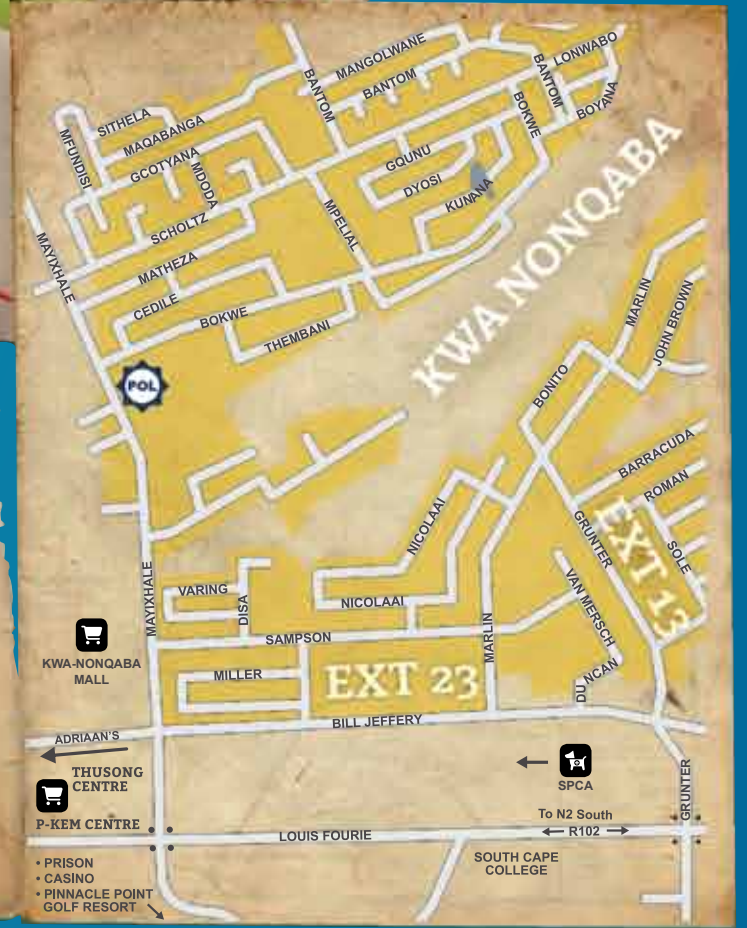 MANGOLWANE
LONWABO
BANTOM
BANTOM
BANTOM
BOYANA
BOKWE
SITHELA
MAQABANGA
MFUNDISI
GCOTYANA
MDODA
GQUNU
DYOSI
KUNANA
MPELIAL
SCHOLTZ
MAYIXHALE
MATHEZA
CEDILE
BOKWE
THEMBANI
KWA NONQABA
MARLIN
JOHN BROWN
POL
BONITO
BARRACUDA
ROMAN
NICOLAAI
GRUNTER
EXT 13
SOLE
MAYIXHALE
VARING
DISA
NICOLAAI
VAN MERSCH
SAMPSON
MARLIN
KWA-NONQABA
MALL
MILLER
EXT 23
DUNCAN
BILL JEFFERY
ADRIAAN'S
THUSONG
CENTRE
SPCA
GRUNTER
P-KEM CENTRE
To N2 South
R102
LOUIS FOURIE
SOUTH CAPE
COLLEGE
• PRISON
• CASINO
• PINNACLE POINT
GOLF RESORT